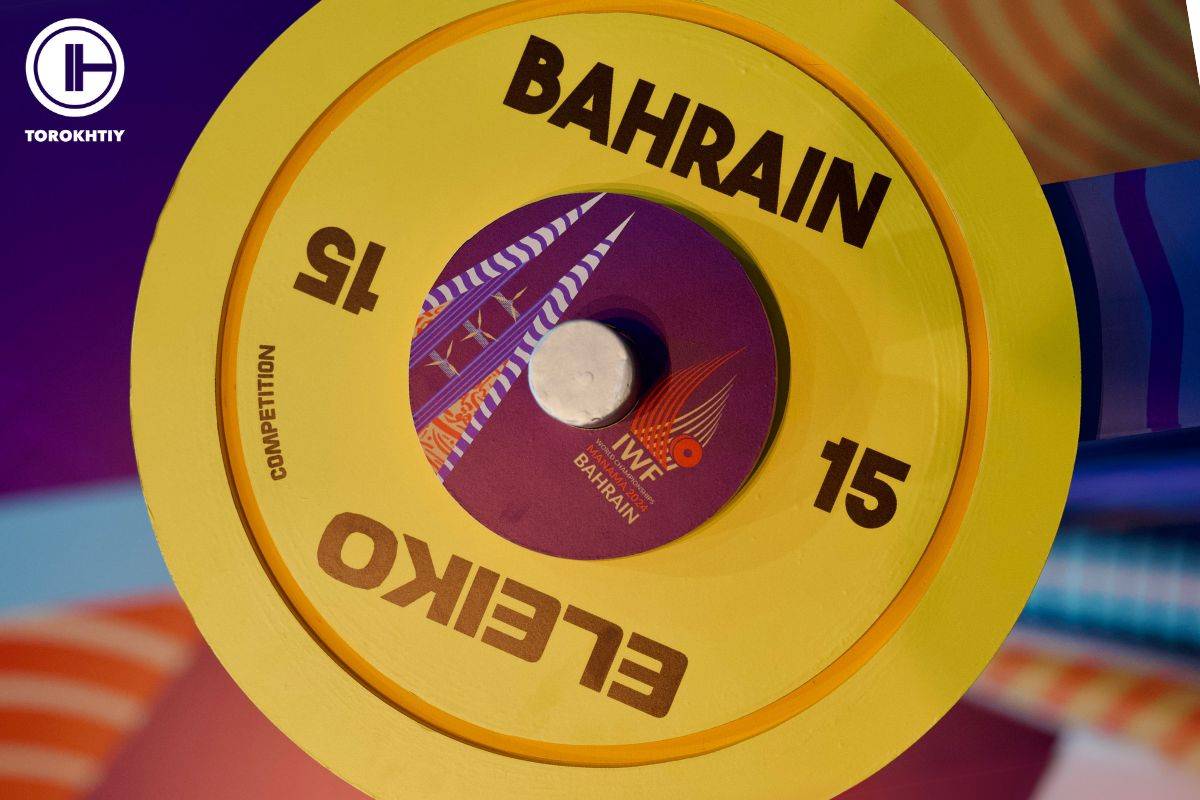 TOROKHTIY
BAHRAIN
15
COMPETITION
15
IWF
WORLD CHAMPIONSHIPS
MANAMA 2024
BAHRAIN
ELEIKO